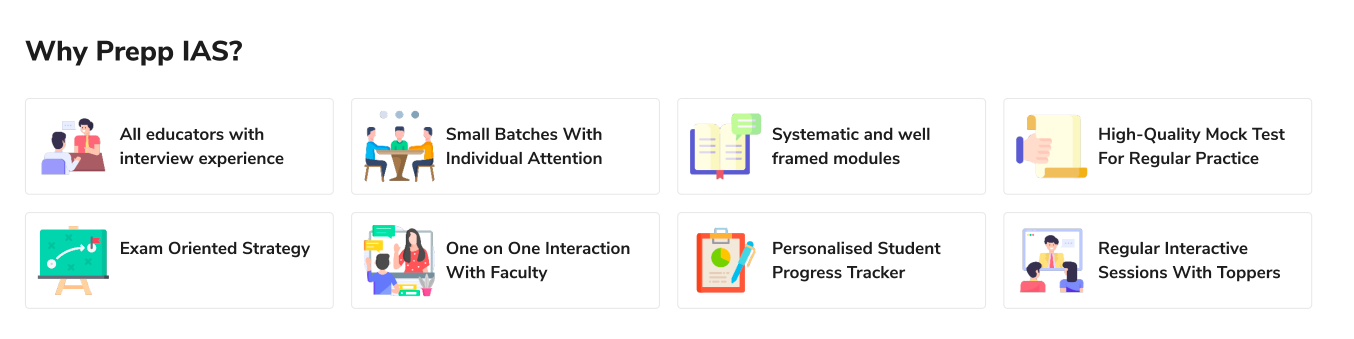 Why Prepp IAS?
All educators with
interview experience
Small Batches With
Individual Attention
Systematic and well
framed modules
High-Quality Mock Test
For Regular Practice
Exam Oriented Strategy
One on One Interaction
With Faculty
Personalised Student
Progress Tracker
Regular Interactive
Sessions With Toppers